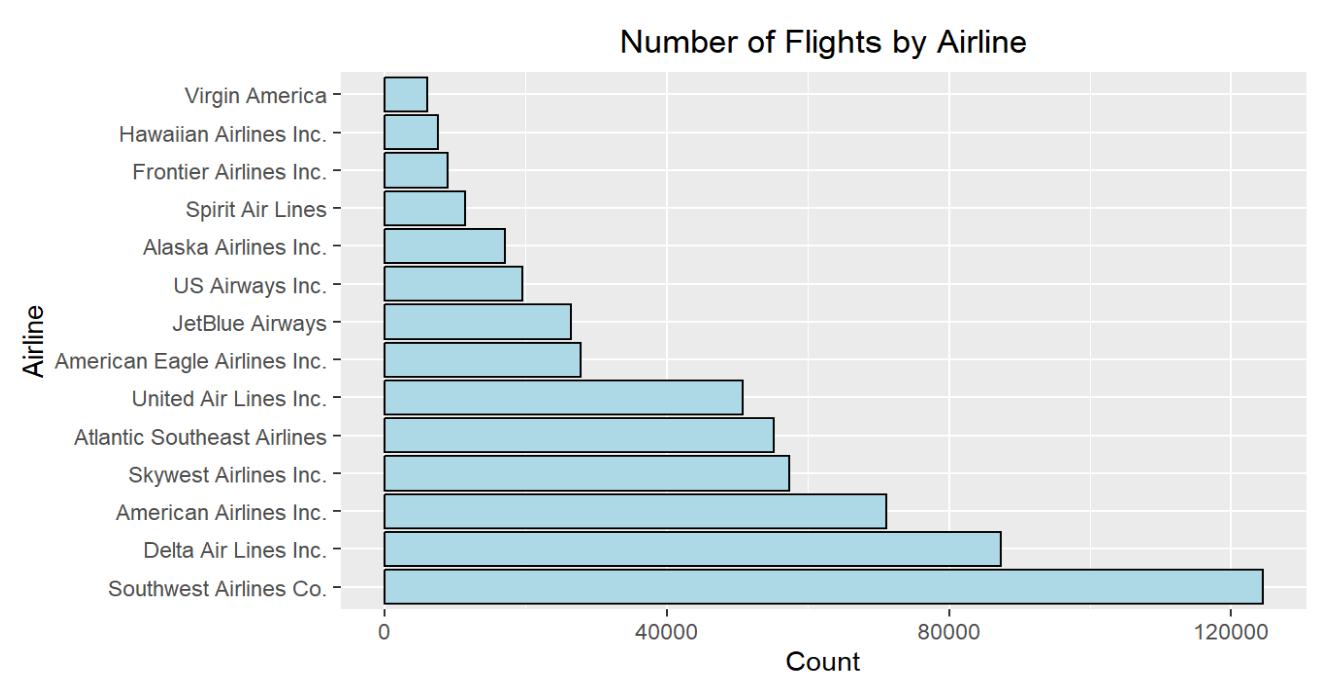 Number of Flights by Airline
Airline
Virgin America
Hawaiian Airlines Inc.
Frontier Airlines Inc.
Spirit Air Lines
Alaska Airlines Inc.
US Airways Inc.
JetBlue Airways
American Eagle Airlines Inc.
United Air Lines Inc.
Atlantic Southeast Airlines
Skywest Airlines Inc.
American Airlines Inc.
Delta Air Lines Inc.
Southwest Airlines Co.
0 40000 80000 120000
Count